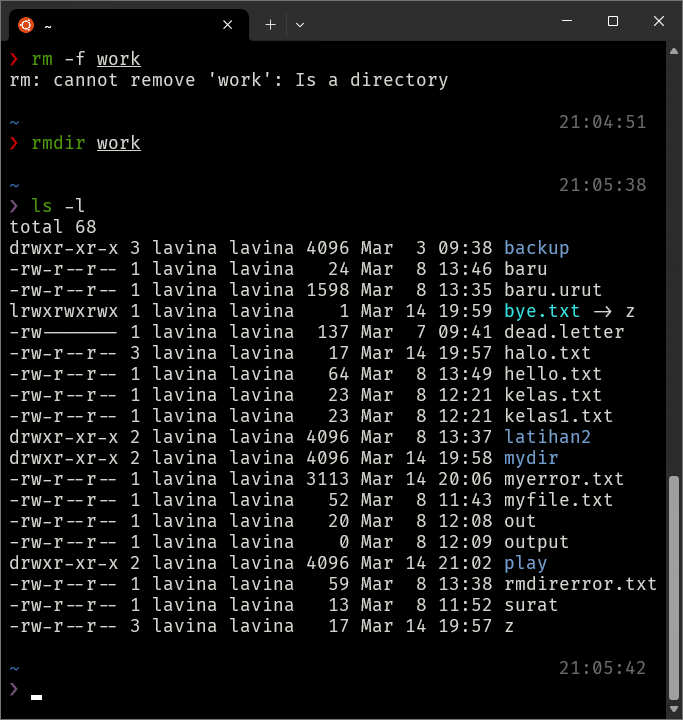 ~
❯ rm -f work
rm: cannot remove 'work': Is a directory
~ 21:04:51
❯ rmdir work
~ 21:05:38
❯ ls -l
total 68
drwxr-xr-x 3 lavina lavina 4096 Mar  3 09:38 backup
-rw-r--r-- 1 lavina lavina   24 Mar  8 13:46 baru
-rw-r--r-- 1 lavina lavina 1598 Mar  8 13:35 baru.urut
lrwxrwxrwx 1 lavina lavina    1 Mar 14 19:59 bye.txt -> z
-rw------- 1 lavina lavina  137 Mar  7 09:41 dead.letter
-rw-r--r-- 3 lavina lavina   17 Mar 14 19:57 halo.txt
-rw-r--r-- 1 lavina lavina   64 Mar  8 13:49 hello.txt
-rw-r--r-- 1 lavina lavina   23 Mar  8 12:21 kelas.txt
-rw-r--r-- 1 lavina lavina   23 Mar  8 12:21 kelas1.txt
drwxr-xr-x 2 lavina lavina 4096 Mar  8 13:37 latihan2
drwxr-xr-x 2 lavina lavina 4096 Mar 14 19:58 mydir
-rw-r--r-- 1 lavina lavina 3113 Mar 14 20:06 myerror.txt
-rw-r--r-- 1 lavina lavina   52 Mar  8 11:43 myfile.txt
-rw-r--r-- 1 lavina lavina   20 Mar  8 12:08 out
-rw-r--r-- 1 lavina lavina    0 Mar  8 12:09 output
drwxr-xr-x 2 lavina lavina 4096 Mar 14 21:02 play
-rw-r--r-- 1 lavina lavina   59 Mar  8 13:38 rmdirerror.txt
-rw-r--r-- 1 lavina lavina   13 Mar  8 11:52 surat
-rw-r--r-- 3 lavina lavina   17 Mar 14 19:57 z
~ 21:05:42
❯